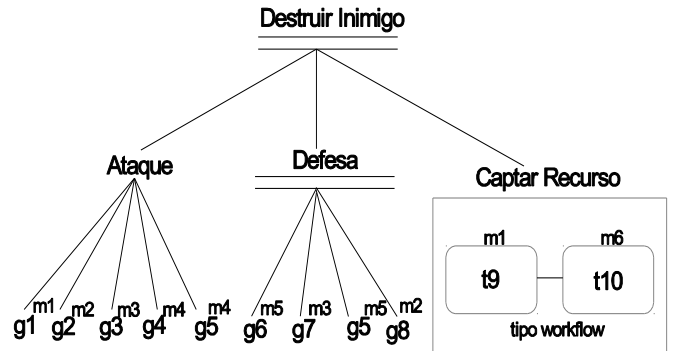 Destruir Inimigo
Ataque
Defesa
Captar Recurso
m1 m6
t9 t10
tipo workflow
m1 m2 m3 m4 m4
g1 g2 g3 g4 g5
m5 m3 m5 m2
g6 g7 g5 g8